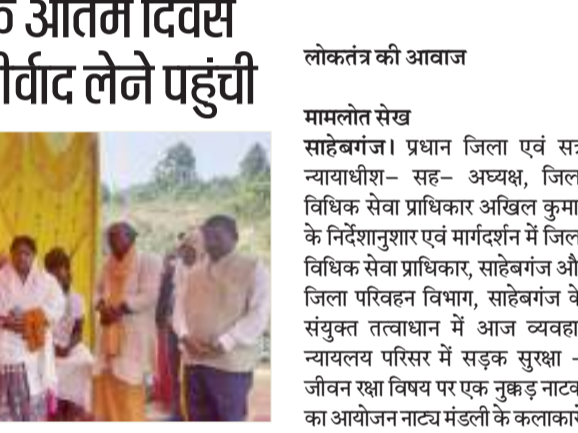 के अंतिम दिवस
र्वाद लेने पहुंची
लोकतंत्र की आवाज
मामलोत सेख
साहेबगंज। प्रधान जिला एवं सत्र
न्यायाधीश– सह– अध्यक्ष, जिल
विधिक सेवा प्राधिकार अखिल कुमा
के निर्देशानुशार एवं मार्गदर्शन में जिल
विधिक सेवा प्राधिकार, साहेबगंज औ
जिला परिवहन विभाग, साहेबगंज के
संयुक्त तत्वाधान में आज व्यवहा
न्यायलय परिसर में सड़क सुरक्षा -
जीवन रक्षा विषय पर एक नुक्कड़ नाटक
का आयोजन नाट्य मंडली के कलाकारों